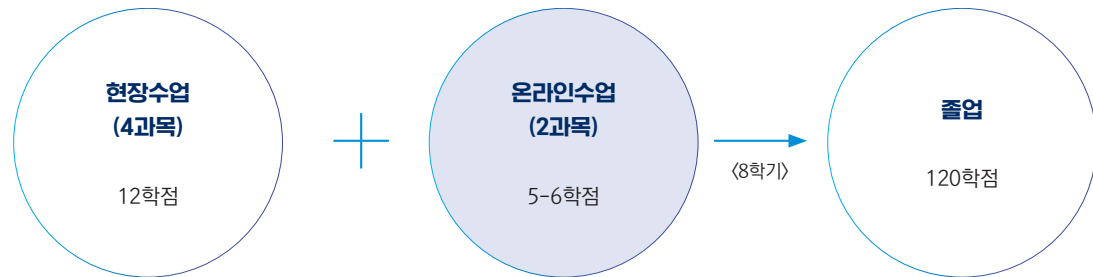 현장수업
(4과목)
12학점
온라인수업
(2과목)
5-6학점
〈8학기〉
졸업
120학점